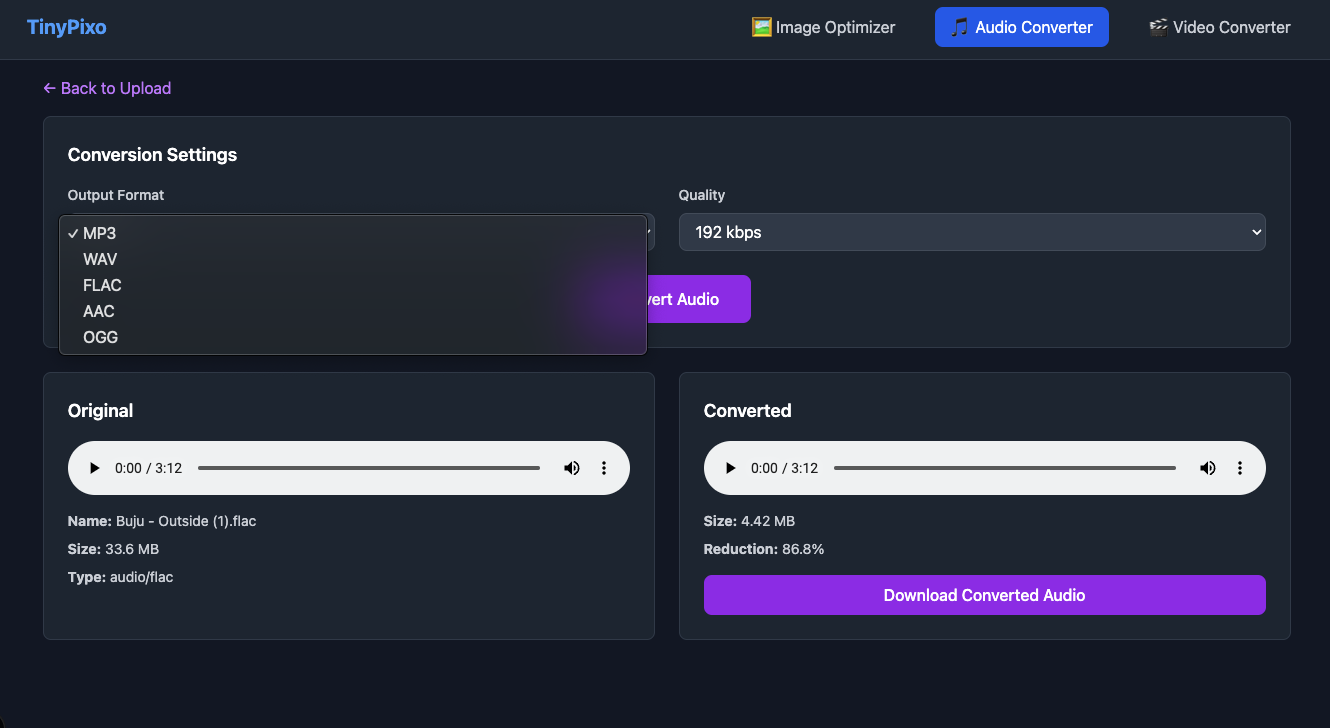 TinyPixo
Image Optimizer
Audio Converter
Video Converter
← Back to Upload
Conversion Settings
Output Format
Quality
✓ MP3
WAV
FLAC
AAC
OGG
192 kbps
vert Audio
Original
0:00 / 3:12
Name: Buju - Outside (1).flac
Size: 33.6 MB
Type: audio/flac
Converted
0:00 / 3:12
Size: 4.42 MB
Reduction: 86.8%
Download Converted Audio